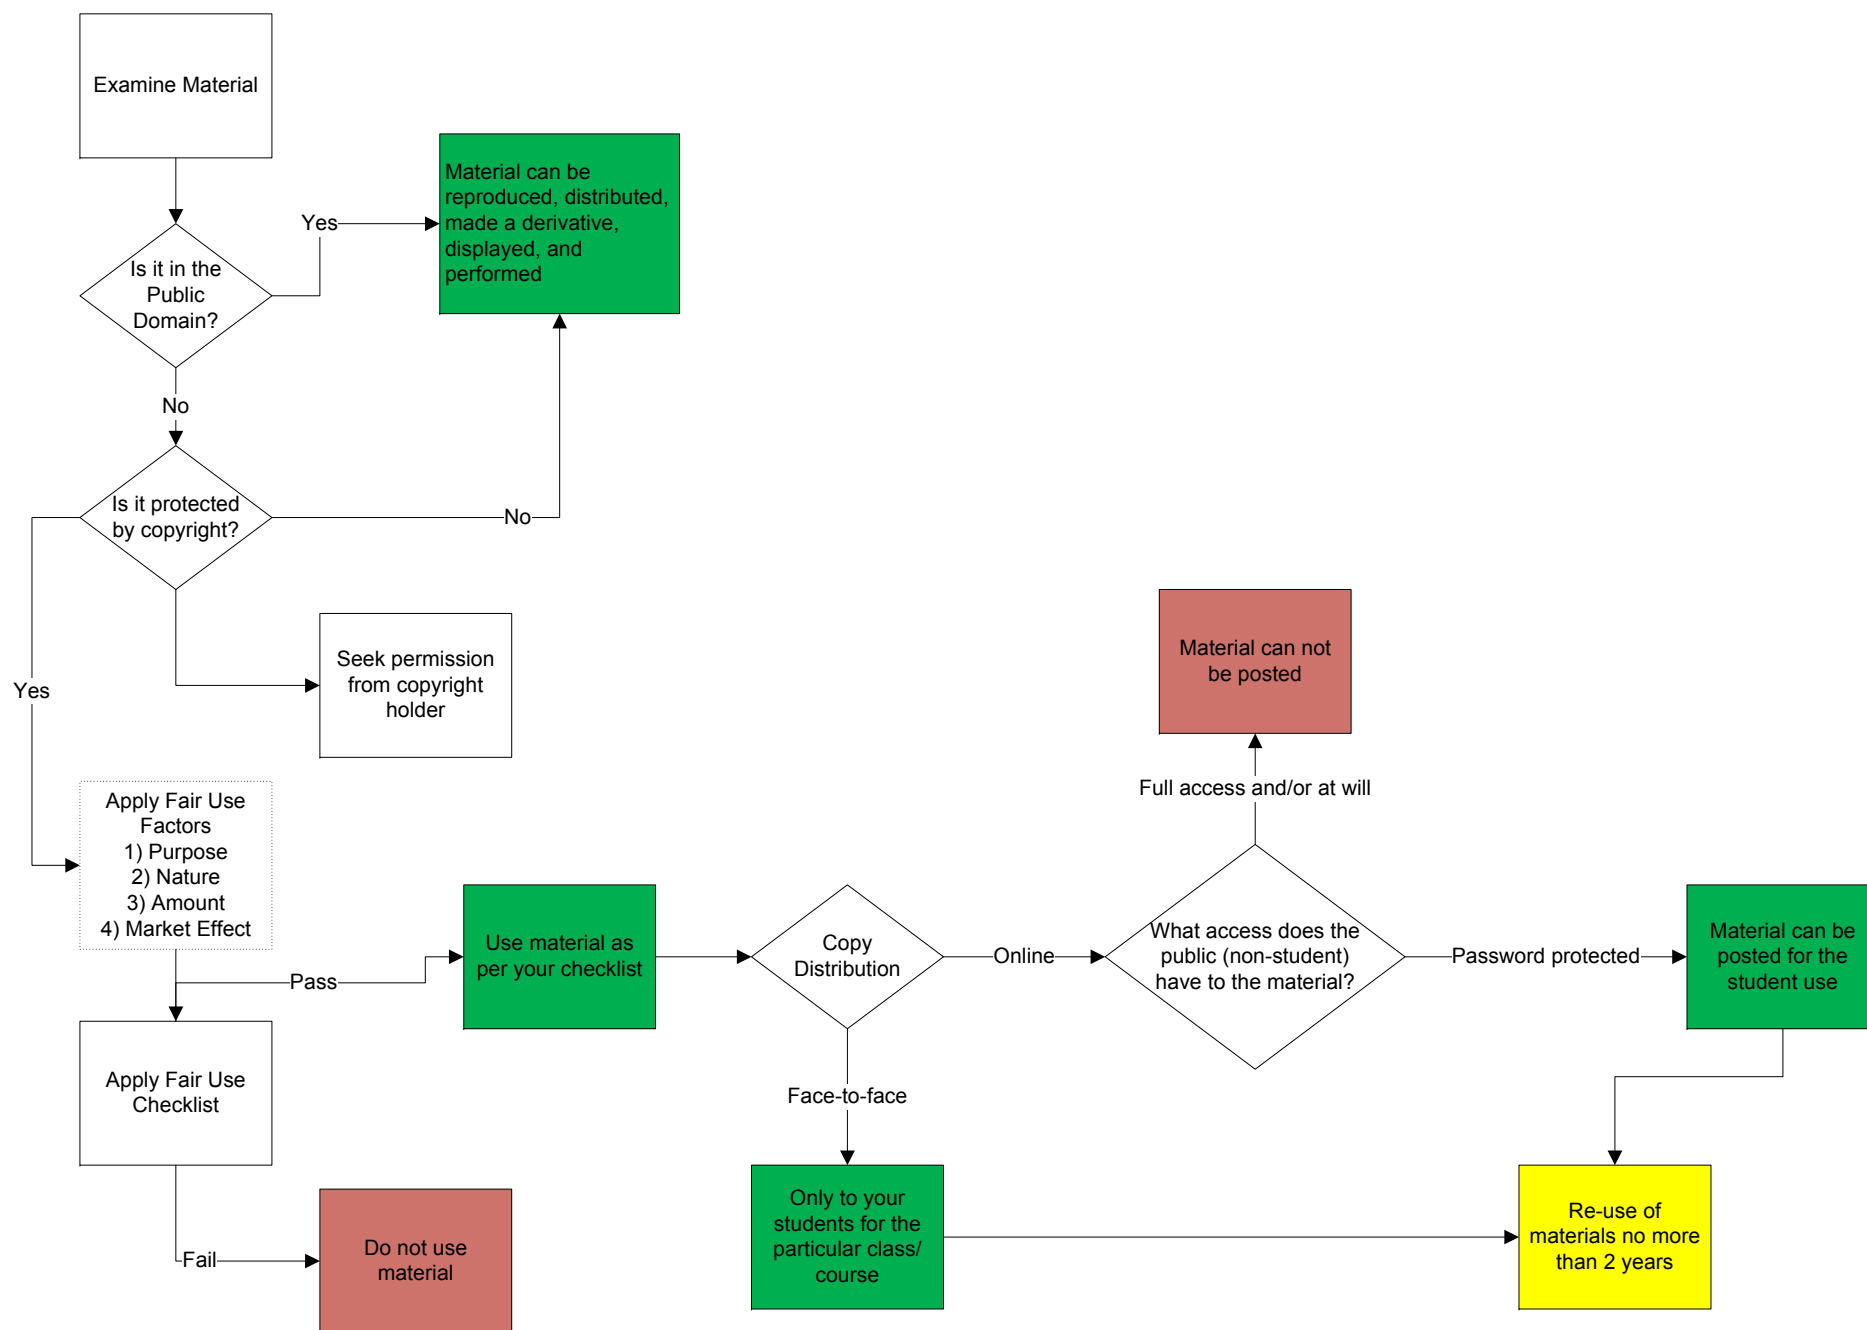 Examine Material
Material can be
reproduced, distributed,
made a derivative,
displayed, and
performed
Yes
Is it in the
Public
Domain?
No
Is it protected
by copyright?
No
Seek permission
from copyright
holder
Yes
Material can not
be posted
Full access and/or at will
Apply Fair Use
Factors
1) Purpose
2) Nature
3) Amount
4) Market Effect
Pass
Use material as
per your checklist
Copy
Distribution
Online
What access does the
public (non-student)
have to the material?
Password protected
Material can be
posted for the
student use
Apply Fair Use
Checklist
Face-to-face
Fail
Do not use
material
Only to your
students for the
particular class/
course
Re-use of
materials no more
than 2 years